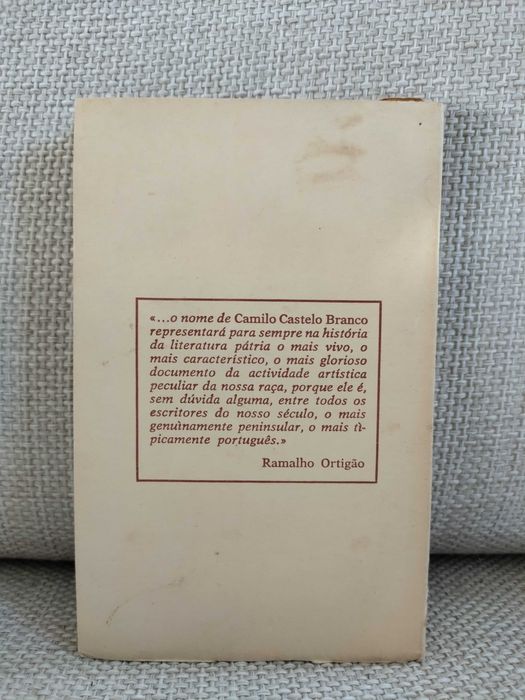 «...o nome de Camilo Castelo Branco
representará para sempre na história
da literatura pátria o mais vivo, o
mais característico, o mais glorioso
documento da actividade artística
peculiar da nossa raça, porque ele é,
sem dúvida alguma, entre todos os
escritores do nosso século, o mais
genuìnamente peninsular, o mais tì-
picamente português.»
Ramalho Ortigão